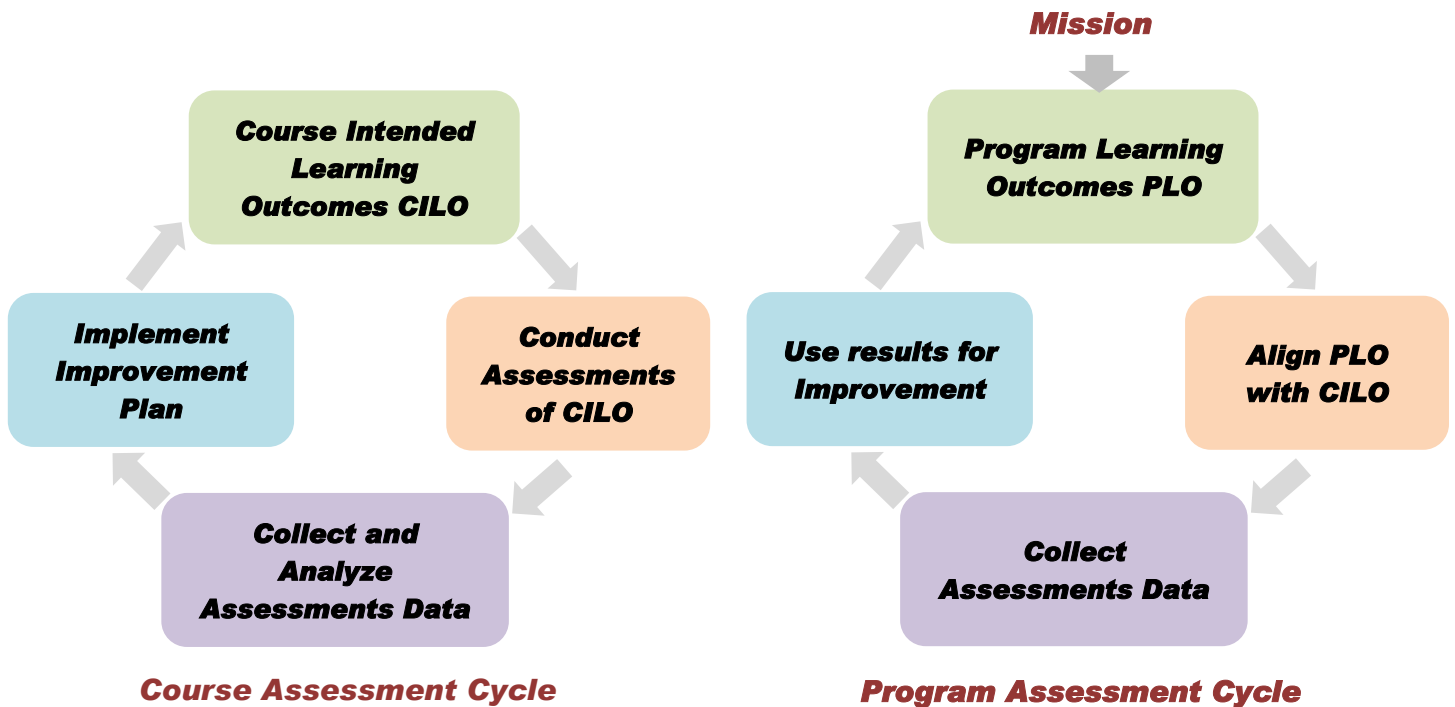 Mission
Course Intended
Learning
Outcomes CILO
Conduct
Assessments
of CILO
Collect and
Analyze
Assessments Data
Implement
Improvement
Plan
Course Assessment Cycle
Program Learning
Outcomes PLO
Align PLO
with CILO
Collect
Assessments Data
Use results for
Improvement
Program Assessment Cycle